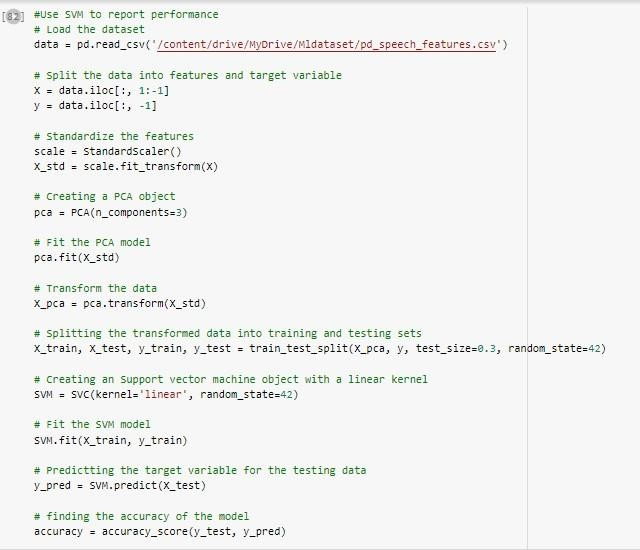 [82] #Use SVM to report performance
# Load the dataset
data = pd.read_csv('/content/drive/MyDrive/Mldataset/pd_speech_features.csv')
# Split the data into features and target variable
X = data.iloc[:, 1:-1]
y = data.iloc[:, -1]
# Standardize the features
scale = StandardScaler()
X_std = scale.fit_transform(X)
# Creating a PCA object
pca = PCA(n_components=3)
# Fit the PCA model
pca.fit(X_std)
# Transform the data
X_pca = pca.transform(X_std)
# Splitting the transformed data into training and testing sets
X_train, X_test, y_train, y_test = train_test_split(X_pca, y, test_size=0.3, random_state=42)
# Creating an Support vector machine object with a linear kernel
SVM = SVC(kernel='linear', random_state=42)
# Fit the SVM model
SVM.fit(X_train, y_train)
# Predictting the target variable for the testing data
y_pred = SVM.predict(X_test)
# finding the accuracy of the model
accuracy = accuracy_score(y_test, y_pred)